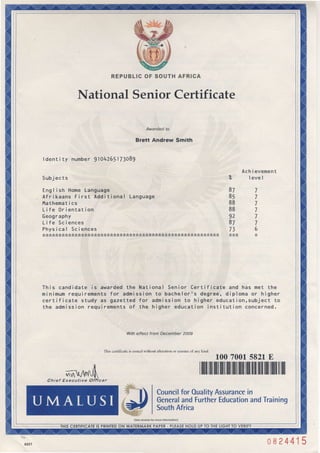 REPUBLIC OF SOUTH AFRICA
National Senior Certificate
Awarded to
Brett Andrew Smith
Identity number 9104265173089
Achievement
Subjects % level
English Home Language 87 7
Afrikaans First Additional Language 85 7
Mathematics 88 7
Life Orientation 88 7
Geography 92 7
Life Sciences 87 7
Physical Sciences 73 6
This candidate is awarded the National Senior Certificate and has met the
minimum requirements for admission to bachelor's degree, diploma or higher
certificate study as gazetted for admission to higher education,subject to
the admission requirements of the higher education institution concerned.
With effect from December 2009
This certificate is issued without alteration or erasure of any kind
100 7001 5821 E
Chief Executive Officer
UMALUSI
Council for Quality Assurance in
General and Further Education and Training
South Africa
THIS CERTIFICATE IS PRINTED ON WATERMARK PAPER - PLEASE HOLD UP TO THE LIGHT TO VERIFY
0824415